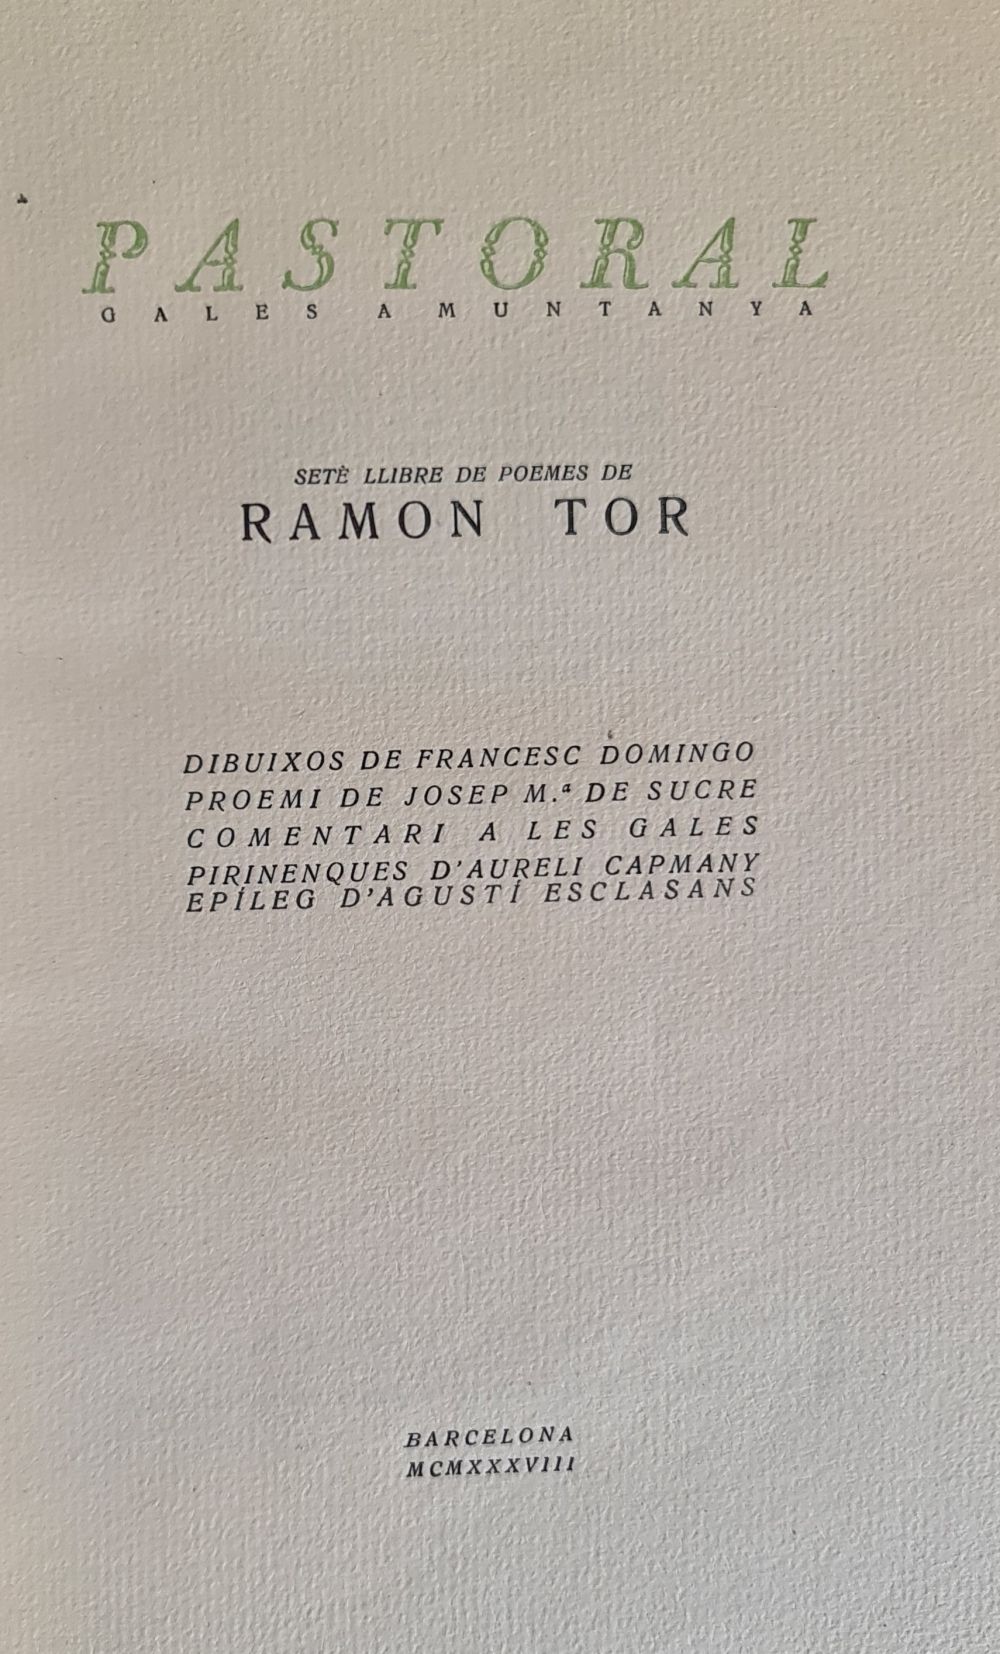 PASTORAL
GALES A MUNTANYA
SETÈ LLIBRE DE POEMES DE
RAMON TOR
DIBUIXOS DE FRANCESC DOMINGO
PROEMI DE JOSEP M.ª DE SUCRE
COMENTARI A LES GALES
PIRINENQUES D'AURELI CAPMANY
EPÍLEG D'AGUSTÍ ESCLASANS
BARCELONA
MCMXXXVIII